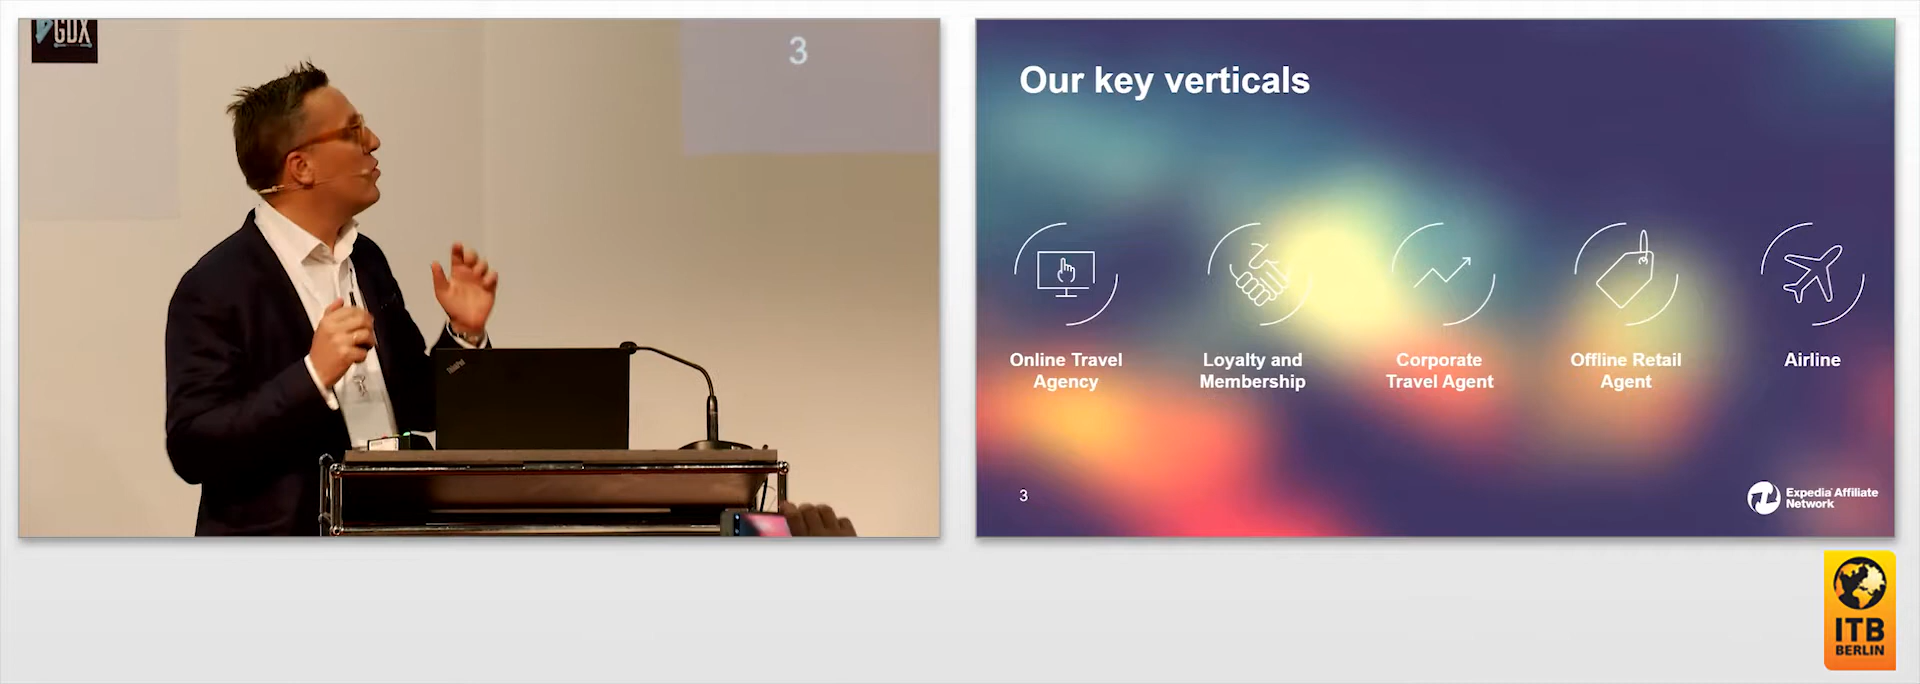 GDX
3
ThinkPad
Our key verticals
Online Travel
Agency
Loyalty and
Membership
Corporate
Travel Agent
Offline Retail
Agent
Airline
3
Expedia Affiliate
Network
ITB
BERLIN